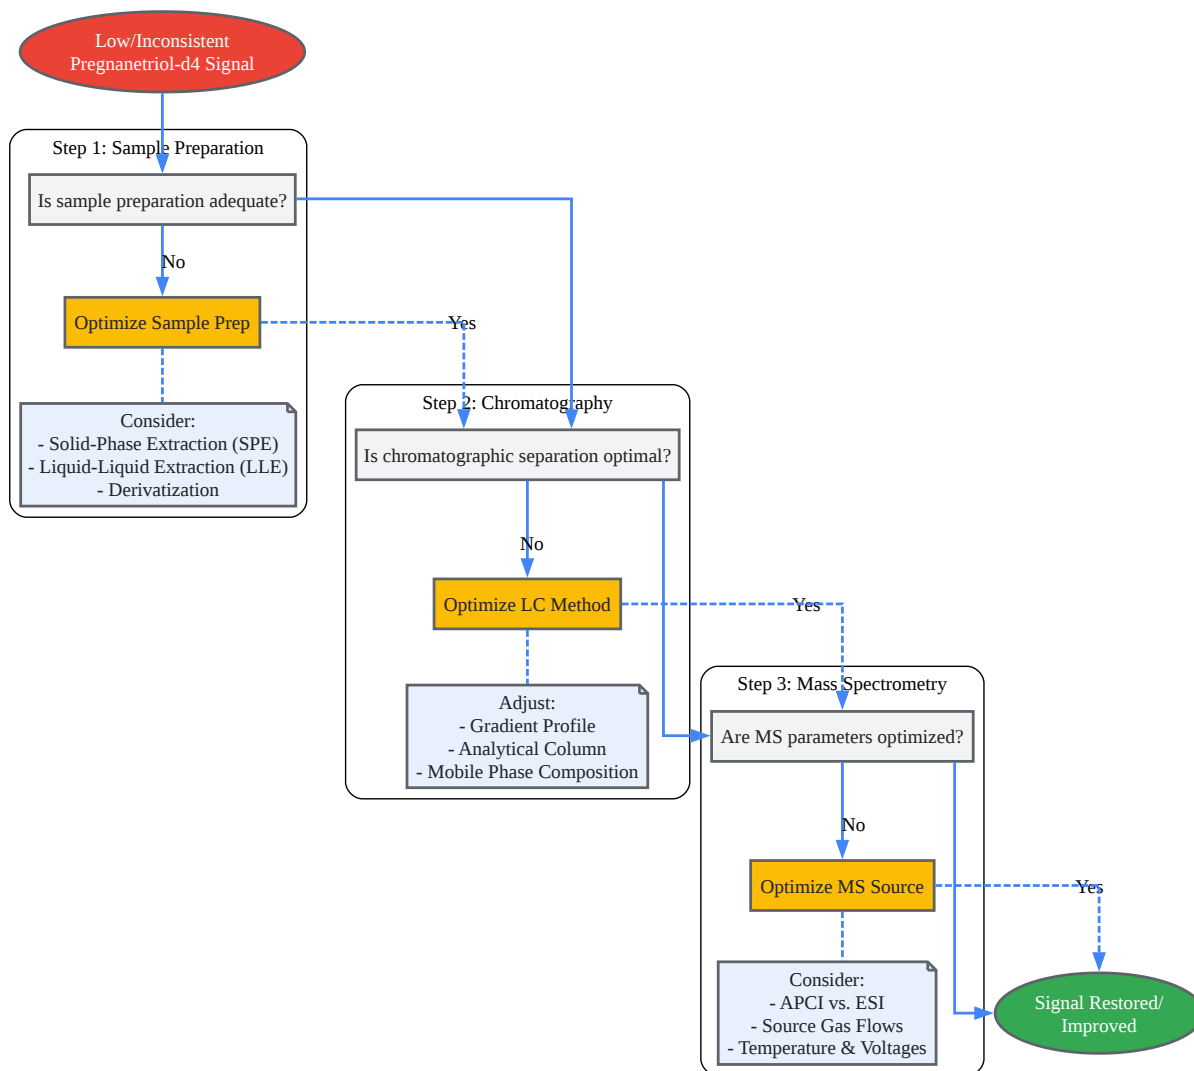 Low/Inconsistent
Pregnanetriol-d4 Signal
Step 1: Sample Preparation
Is sample preparation adequate?
No
Optimize Sample Prep
Yes
Consider:
- Solid-Phase Extraction (SPE)
- Liquid-Liquid Extraction (LLE)
- Derivatization
Step 2: Chromatography
Is chromatographic separation optimal?
No
Optimize LC Method
Yes
Adjust:
- Gradient Profile
- Analytical Column
- Mobile Phase Composition
Step 3: Mass Spectrometry
Are MS parameters optimized?
No
Optimize MS Source
Yes
Consider:
- APCI vs. ESI
- Source Gas Flows
- Temperature & Voltages
Signal Restored/
Improved